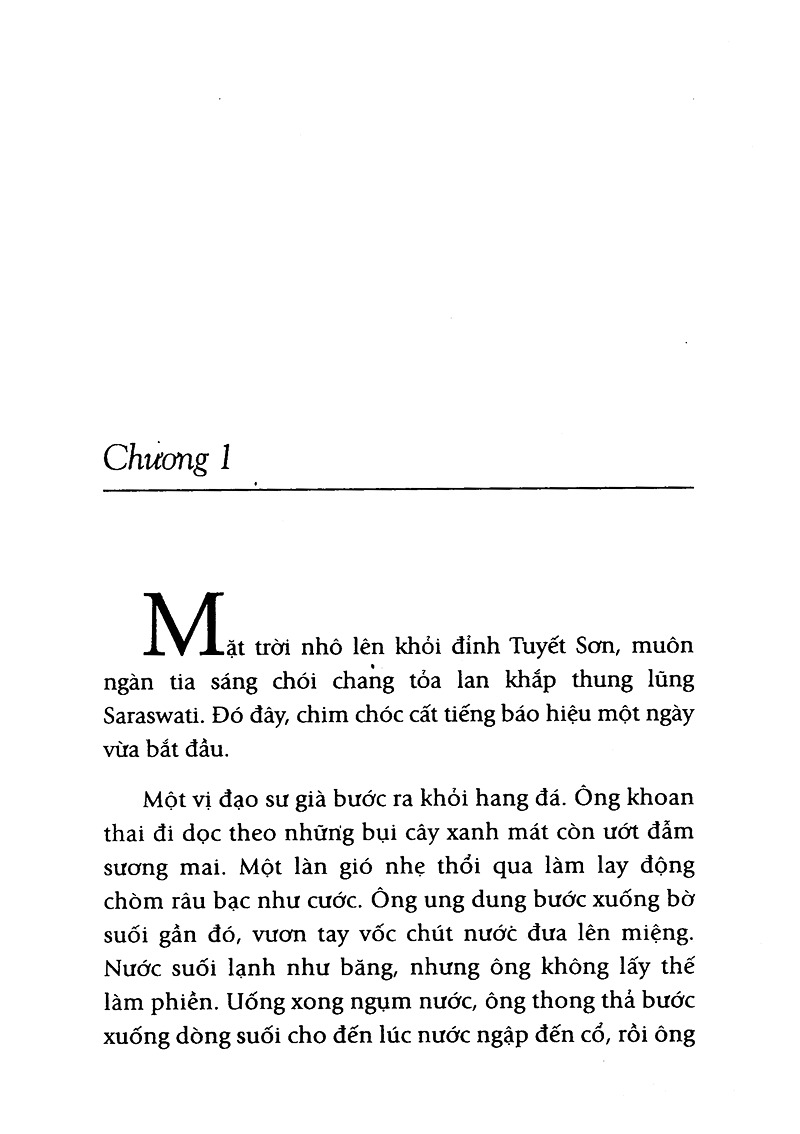 Chương 1
Mặt trời nhô lên khỏi đỉnh Tuyết Sơn, muôn
ngàn tia sáng chói chang tỏa lan khắp thung lũng
Saraswati. Đó đây, chim chóc cất tiếng báo hiệu một ngày
vừa bắt đầu.
Một vị đạo sư già bước ra khỏi hang đá. Ông khoan
thai đi dọc theo những bụi cây xanh mát còn ướt đẫm
sương mai. Một làn gió nhẹ thổi qua làm lay động
chòm râu bạc như cước. Ông ung dung bước xuống bờ
suối gần đó, vươn tay vốc chút nước đưa lên miệng.
Nước suối lạnh như băng, nhưng ông không lấy thế
làm phiền. Uống xong ngụm nước, ông thong thả bước
xuống dòng suối cho đến lúc nước ngập đến cổ, rồi ông